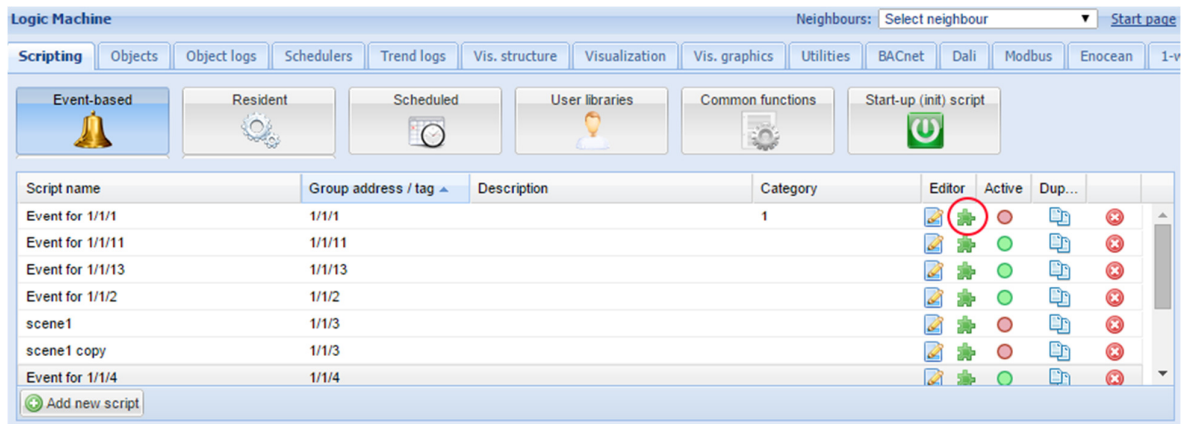 Logic Machine Neighbours: Select neighbour Start page
Scripting Objects Object logs Schedulers Trend logs Vis. structure Visualization Vis. graphics Utilities BACnet Dali Modbus Enocean 1-w
Event-based Resident Scheduled User libraries Common functions Start-up (init) script
Script name Group address / tag Description Category Editor Active Dup...
Event for 1/1/1 1/1/1 1
Event for 1/1/11 1/1/11
Event for 1/1/13 1/1/13
Event for 1/1/2 1/1/2
scene1 1/1/3
scene1 copy 1/1/3
Event for 1/1/4 1/1/4
Add new script